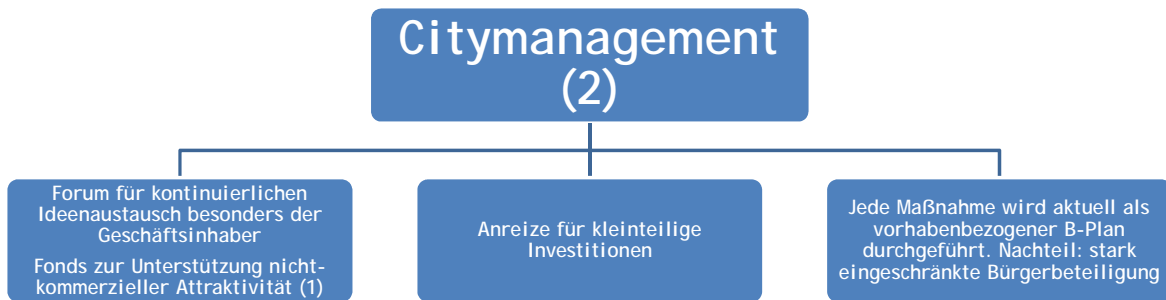 Citymanagement
(2)
Forum für kontinuierlichen
Ideenaustausch besonders der
Geschäftsinhaber
Fonds zur Unterstützung nicht-
kommerzieller Attraktivität (1)
Anreize für kleinteilige
Investitionen
Jede Maßnahme wird aktuell als
vorhabenbezogener B-Plan
durchgeführt. Nachteil: stark
eingeschränkte Bürgerbeteiligung